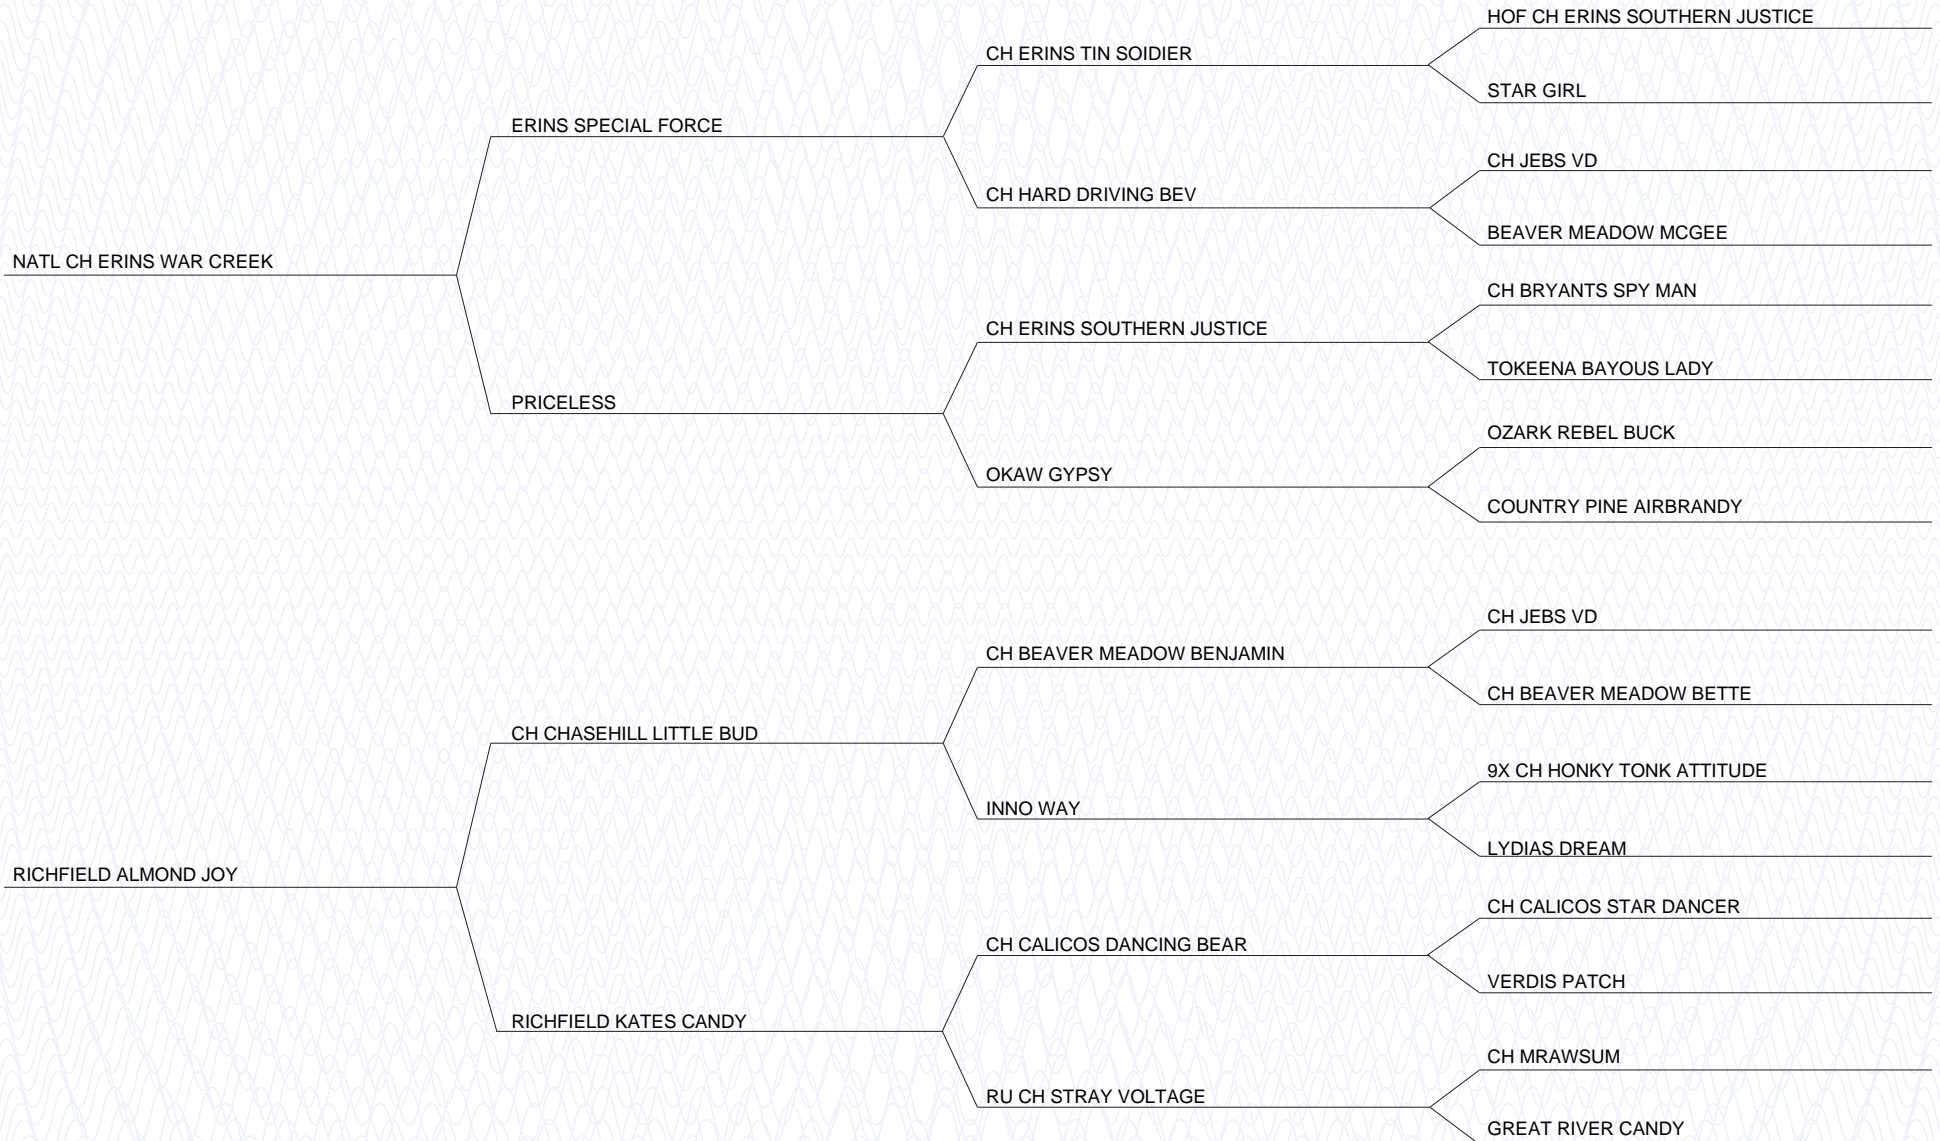 HOF CH ERINS SOUTHERN JUSTICE
CH ERINS TIN SOIDIER
STAR GIRL
ERINS SPECIAL FORCE
CH JEBS VD
CH HARD DRIVING BEV
BEAVER MEADOW MCGEE
NATL CH ERINS WAR CREEK
CH BRYANTS SPY MAN
CH ERINS SOUTHERN JUSTICE
TOKEENA BAYOUS LADY
PRICELESS
OZARK REBEL BUCK
OKAW GYPSY
COUNTRY PINE AIRBRANDY
CH JEBS VD
CH BEAVER MEADOW BENJAMIN
CH BEAVER MEADOW BETTE
CH CHASEHILL LITTLE BUD
9X CH HONKY TONK ATTITUDE
INNO WAY
LYDIAS DREAM
RICHFIELD ALMOND JOY
CH CALICOS STAR DANCER
CH CALICOS DANCING BEAR
VERDIS PATCH
RICHFIELD KATES CANDY
CH MRAWSUM
RU CH STRAY VOLTAGE
GREAT RIVER CANDY